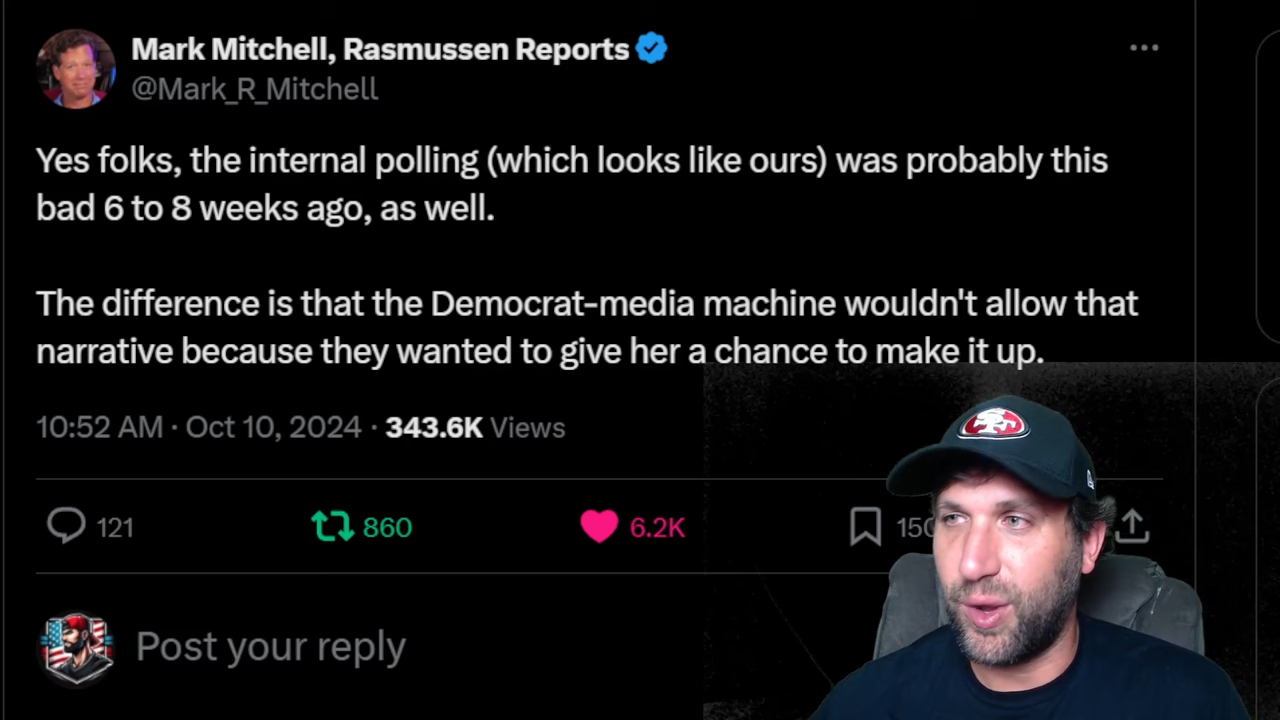 Mark Mitchell, Rasmussen Reports
@Mark_R_Mitchell
Yes folks, the internal polling (which looks like ours) was probably this
bad 6 to 8 weeks ago, as well.
The difference is that the Democrat-media machine wouldn't allow that
narrative because they wanted to give her a chance to make it up.
10:52 AM · Oct 10, 2024 · 343.6K Views
121 860 6.2K
Post your reply
SF